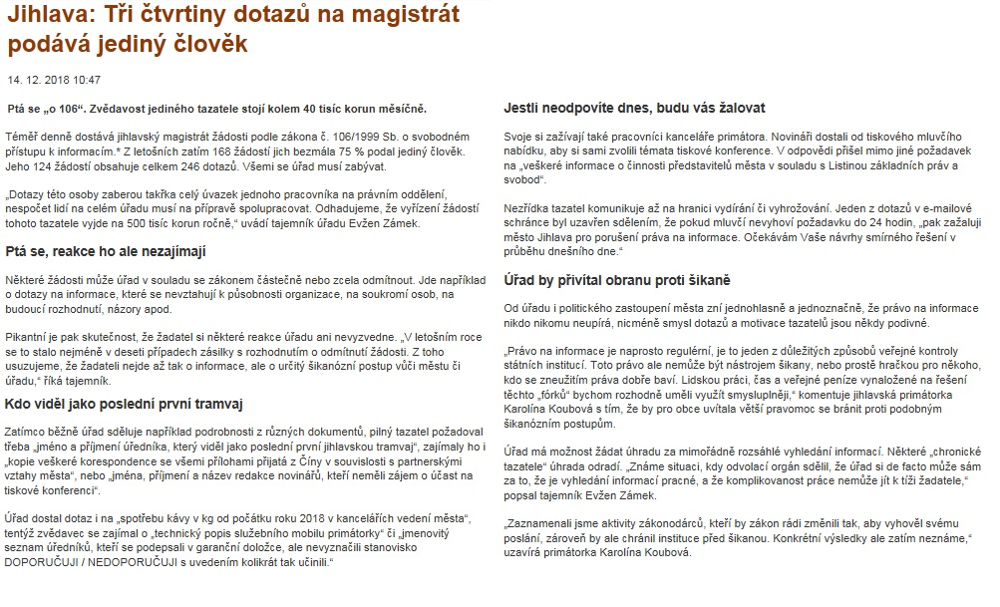 Jihlava: Tři čtvrtiny dotazů na magistrát
podává jediný člověk
14. 12. 2018 10:47
Ptá se „o 106“. Zvědavost jediného tazatele stojí kolem 40 tisíc korun měsíčně.
Téměř denně dostává jihlavský magistrát žádosti podle zákona č. 106/1999 Sb. o svobodném
přístupu k informacím.* Z letošních zatím 168 žádostí jich bezmála 75 % podal jediný člověk.
Jeho 124 žádostí obsahuje celkem 246 dotazů. Všemi se úřad musí zabývat.
„Dotazy této osoby zaberou takřka celý úvazek jednoho pracovníka na právním oddělení,
nespočet lidí na celém úřadu musí na přípravě spolupracovat. Odhadujeme, že vyřízení žádostí
tohoto tazatele vyjde na 500 tisíc korun ročně,“ uvádí tajemník úřadu Evžen Zámek.
Ptá se, reakce ho ale nezajímají
Některé žádosti může úřad v souladu se zákonem částečně nebo zcela odmítnout. Jde například
o dotazy na informace, které se nevztahují k působnosti organizace, na soukromí osob, na
budoucí rozhodnutí, názory apod.
Pikantní je pak skutečnost, že žadatel si některé reakce úřadu ani nevyzvedne. „V letošním roce
se to stalo nejméně v deseti případech zásilky s rozhodnutím o odmítnutí žádosti. Z toho
usuzujeme, že žadateli nejde až tak o informace, ale o určitý šikanózní postup vůči městu či
úřadu,“ říká tajemník.
Kdo viděl jako poslední první tramvaj
Zatímco běžně úřad sděluje například podrobnosti z různých dokumentů, pilný tazatel požadoval
třeba „jméno a příjmení úředníka, který viděl jako poslední první jihlavskou tramvaj“, zajímaly ho i
„kopie veškeré korespondence se všemi přílohami přijatá z Číny v souvislosti s partnerskými
vztahy města“, nebo „jména, příjmení a název redakce novinářů, kteří neměli zájem o účast na
tiskové konferenci“.
Úřad dostal dotaz i na „spotřebu kávy v kg od počátku roku 2018 v kancelářích vedení města“,
tentýž zvědavec se zajímal o „technický popis služebního mobilu primátorky“ či „jmenovitý
seznam úředníků, kteří se podepsali v garanční doložce, ale nevyznačili stanovisko
DOPORUČUJI / NEDOPORUČUJI s uvedením kolikrát tak učinili.“
Jestli neodpovíte dnes, budu vás žalovat
Svoje si zažívají také pracovníci kanceláře primátora. Novináři dostali od tiskového mluvčího
nabídku, aby si sami zvolili témata tiskové konference. V odpovědi přišel mimo jiné požadavek
na „veškeré informace o činnosti představitelů města v souladu s Listinou základních práv a
svobod“.
Nezřídka tazatel komunikuje až na hranici vydírání či vyhrožování. Jeden z dotazů v e-mailové
schránce byl uzavřen sdělením, že pokud mluvčí nevyhoví požadavku do 24 hodin, „pak zažaluji
město Jihlava pro porušení práva na informace. Očekávám Vaše návrhy smírného řešení v
průběhu dnešního dne.“
Úřad by přivítal obranu proti šikaně
Od úřadu i politického zastoupení města zní jednohlasně a jednoznačně, že právo na informace
nikdo nikomu neupírá, nicméně smysl dotazů a motivace tazatelů jsou někdy podivné.
„Právo na informace je naprosto regulérní, je to jeden z důležitých způsobů veřejné kontroly
státních institucí. Toto právo ale nemůže být nástrojem šikany, nebo prostě hračkou pro někoho,
kdo se zneužitím práva dobře baví. Lidskou práci, čas a veřejné peníze vynaložené na řešení
těchto „fórků“ bychom rozhodně uměli využít smysluplněji,“ komentuje jihlavská primátorka
Karolína Koubová s tím, že by pro obce uvítala větší pravomoc se bránit proti podobným
šikanózním postupům.
Úřad má možnost žádat úhradu za mimořádně rozsáhlé vyhledání informací. Některé „chronické
tazatele“ úhrada odradí. „Známe situaci, kdy odvolací orgán sdělil, že úřad si de facto může sám
za to, že je vyhledání informací pracné, a že komplikovanost práce nemůže jít k tíži žadatele,“
popsal tajemník Evžen Zámek.
„Zaznamenali jsme aktivity zákonodárců, kteří by zákon rádi změnili tak, aby vyhověl svému
poslání, zároveň by ale chránil instituce před šikanou. Konkrétní výsledky ale zatím neznáme,“
uzavírá primátorka Karolína Koubová.